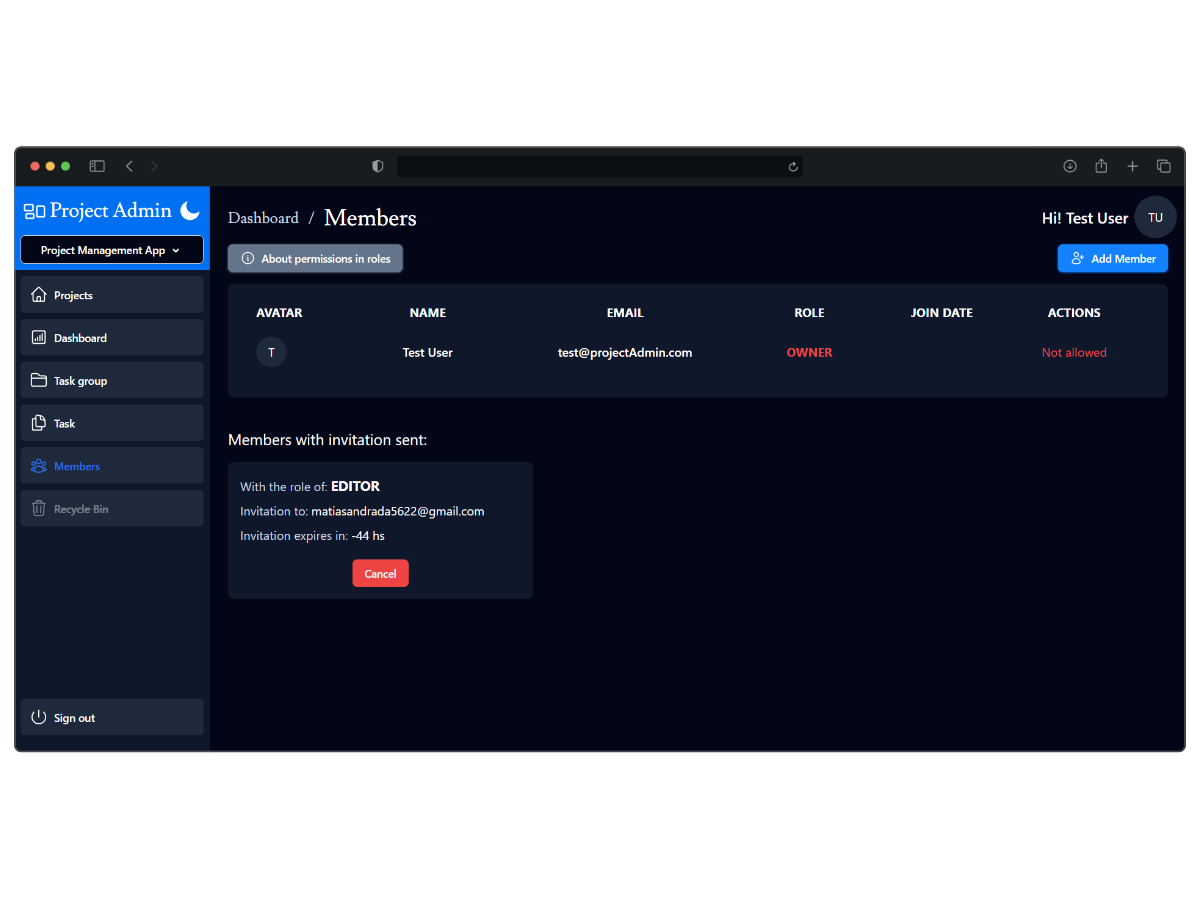 Project Admin
Project Management App
Projects
Dashboard
Task group
Task
Members
Recycle Bin
Sign out
Dashboard / Members
Hi! Test User TU
About permissions in roles
Add Member
AVATAR NAME EMAIL ROLE JOIN DATE ACTIONS
T Test User test@projectAdmin.com OWNER Not allowed
Members with invitation sent:
With the role of: EDITOR
Invitation to: matiasandrada5622@gmail.com
Invitation expires in: -44 hs
Cancel